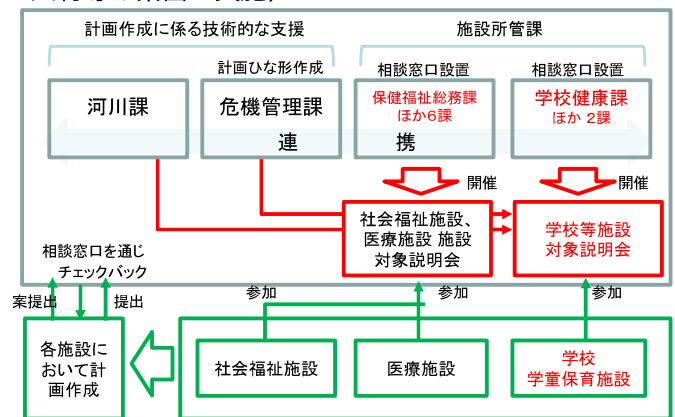 計画作成に係る技術的な支援
施設所管課
計画ひな形作成
相談窓口設置
相談窓口設置
河川課
危機管理課
保健福祉総務課
ほか6課
学校健康課
ほか 2課
連 携
開催
開催
社会福祉施設、
医療施設 施設
対象説明会
学校等施設
対象説明会
相談窓口を通じ
チェックバック
案提出
提出
参加
参加
参加
各施設に
おいて計
画作成
社会福祉施設
医療施設
学校
学童保育施設